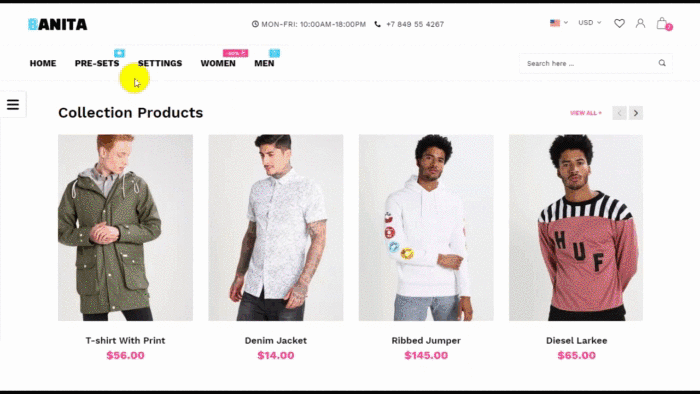 BANITA
MON-FRI: 10:00AM-18:00PM
+7 849 55 4267
USD
HOME
PRE-SETS
SETTINGS
WOMEN
MEN
Search here ...
Collection Products
VIEW ALL +
HUF
T-shirt With Print
Denim Jacket
Ribbed Jumper
Diesel Larkee
$56.00
$14.00
$145.00
$65.00